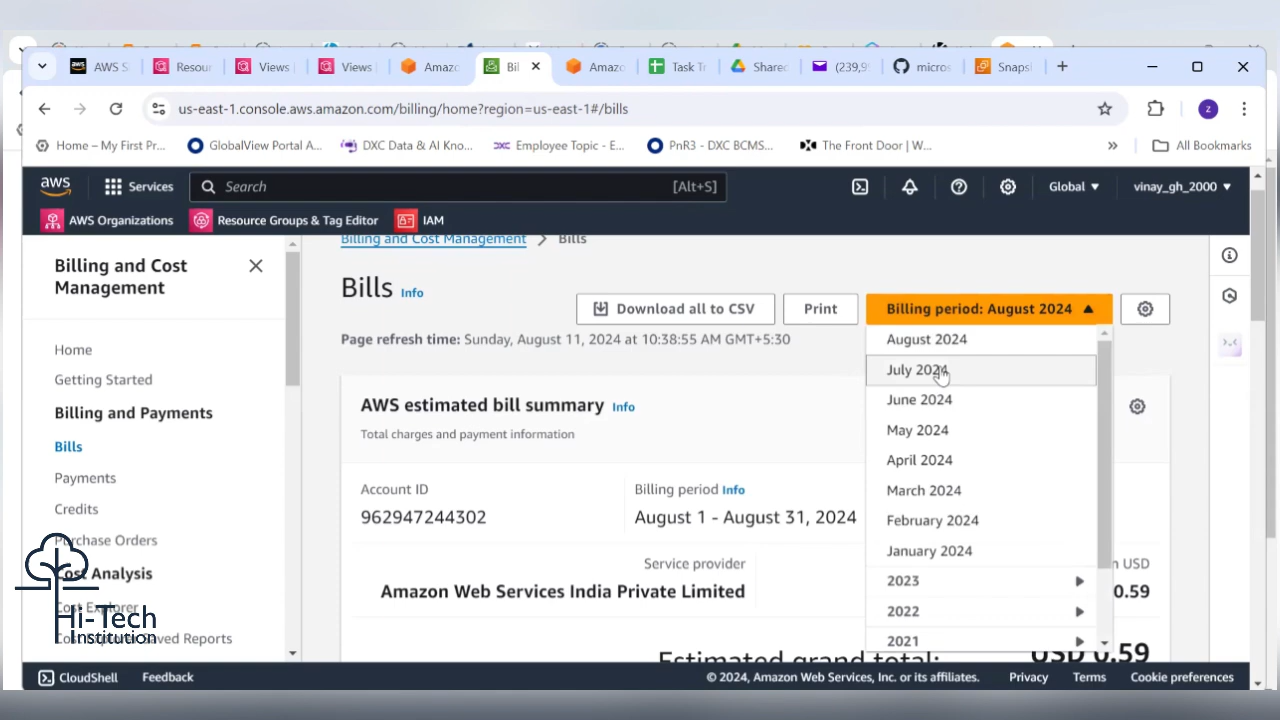 AWS S
Resou
Views
Views
Amazo
Bil
Amazo
Task Tr
Share
(239,9
micros
Snaps
us-east-1.console.aws.amazon.com/billing/home?region=us-east-1#/bills
z
Home – My First Pr...
GlobalView Portal A...
DXC Data & AI Kno...
Employee Topic - E...
PnR3 - DXC BCMS...
The Front Door | W...
»
All Bookmarks
aws
Services
Search
[Alt+S]
Global
vinay_gh_2000
AWS Organizations
Resource Groups & Tag Editor
IAM
Billing and Cost Management
Home
Getting Started
Billing and Payments
Bills
Payments
Credits
Purchase Orders
Cost Analysis
Cost Explorer
Cost Explorer Saved Reports
Billing and Cost Management > Bills
Bills Info
Download all to CSV
Print
Billing period: August 2024
Page refresh time: Sunday, August 11, 2024 at 10:38:55 AM GMT+5:30
August 2024
July 2024
June 2024
May 2024
April 2024
March 2024
February 2024
January 2024
2023
2022
2021
AWS estimated bill summary Info
Total charges and payment information
Account ID
962947244302
Billing period Info
August 1 - August 31, 2024
Service provider
Amazon Web Services India Private Limited
n USD
0.59
Estimated grand total:
USD 0.59
Hi-Tech
Institution
CloudShell
Feedback
© 2024, Amazon Web Services, Inc. or its affiliates.
Privacy
Terms
Cookie preferences